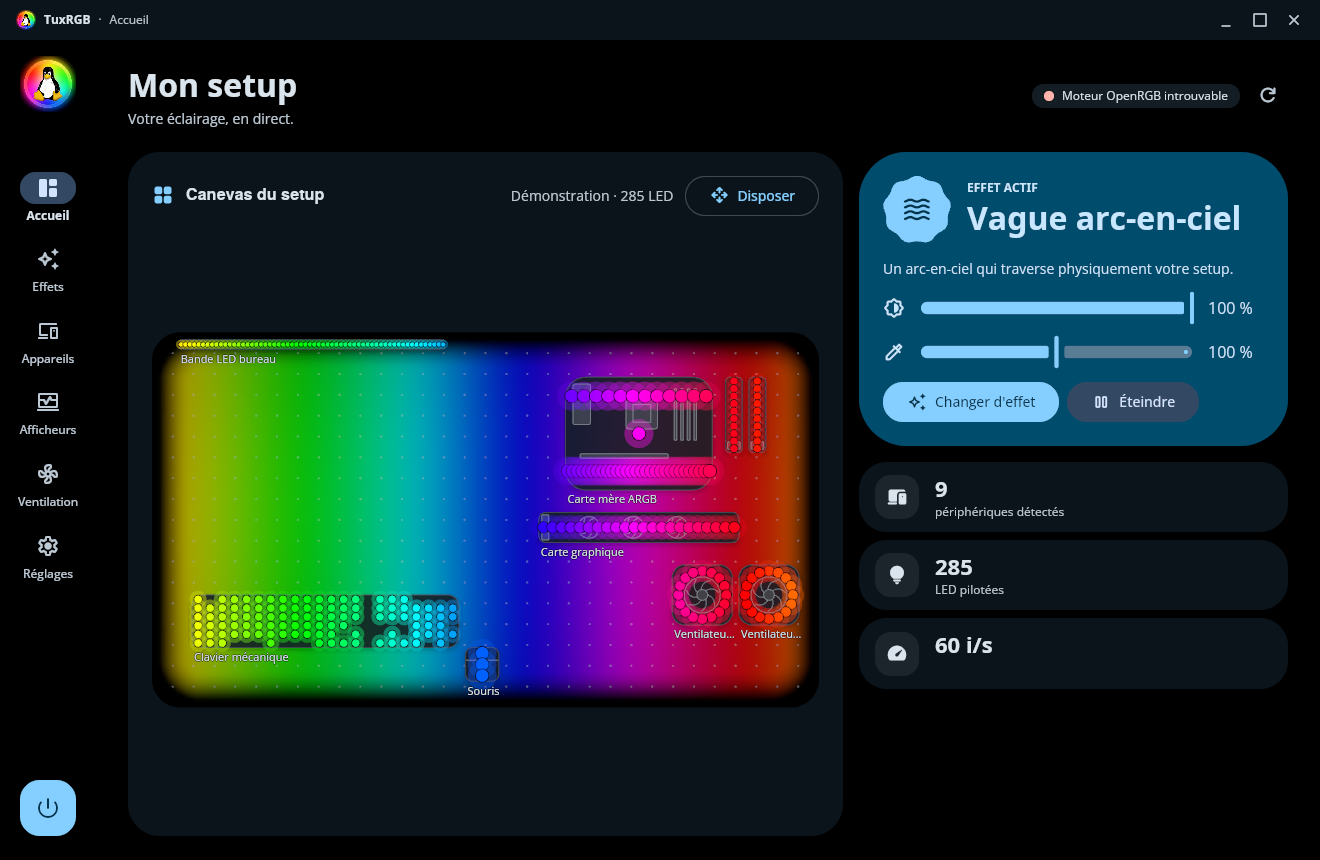 TuxRGB · Accueil
Mon setup
Votre éclairage, en direct.
Moteur OpenRGB introuvable
Accueil
Effets
Appareils
Afficheurs
Ventilation
Réglages
Canevas du setup
Démonstration · 285 LED
Disposer
Bande LED bureau
Carte mère ARGB
Carte graphique
Ventilateu... Ventilateu...
Clavier mécanique
Souris
EFFET ACTIF
Vague arc-en-ciel
Un arc-en-ciel qui traverse physiquement votre setup.
100 %
100 %
Changer d'effet
Éteindre
9
périphériques détectés
285
LED pilotées
60 i/s